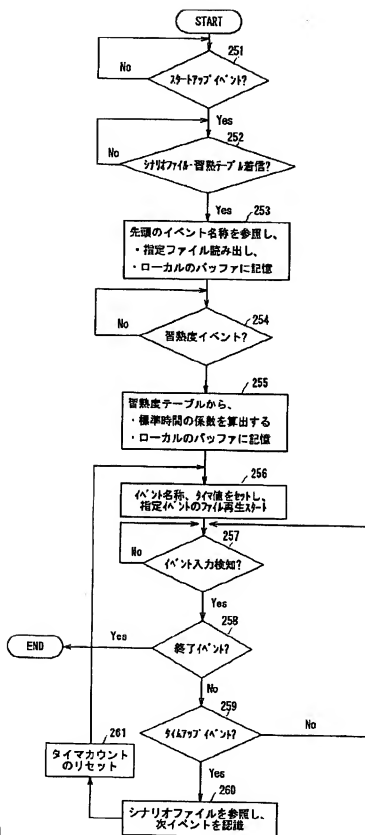 START
251
No
スタートアップイベント?
Yes
252
No
シナリオファイル・習熟テーブル着信?
Yes
253
先頭のイベント名称を参照し、
・指定ファイル読み出し、
・ローカルのバッファに記憶
254
No
習熟度イベント?
255
習熟度テーブルから、
・標準時間の係数を算出する
・ローカルのバッファに記憶
256
イベント名称、タイマ値をセットし、
指定イベントのファイル再生スタート
257
No
イベント入力検知?
Yes
258
Yes
END
終了イベント?
No
259
タイムアップイベント?
No
261
タイマカウント
のリセット
Yes
260
シナリオファイルを参照し、
次イベントを認識